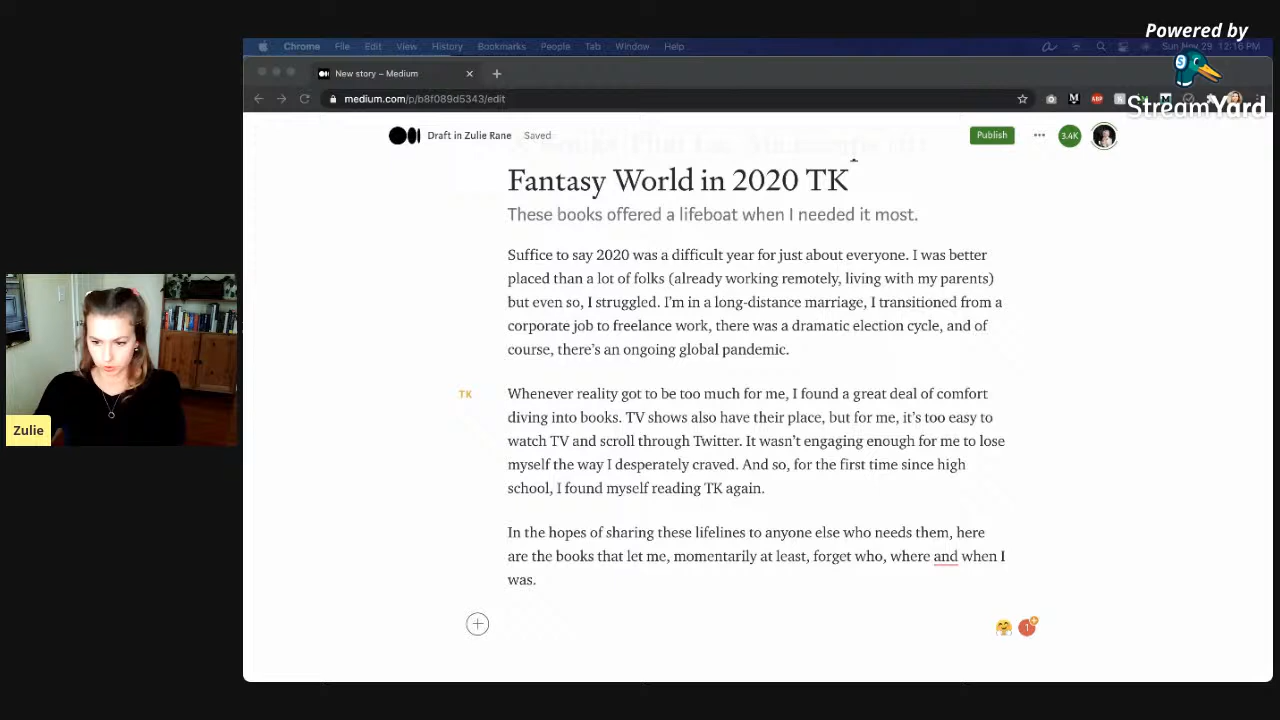 Powered by
StreamYard
Chrome File Edit View History Bookmarks People Tab Window Help
Sun Nov 29 12:16 PM
New story – Medium
medium.com/p/b8f089d5343/edit
ABP
Draft in Zulie Rane Saved
Publish
3.4K
Fantasy World in 2020 TK
These books offered a lifeboat when I needed it most.
Suffice to say 2020 was a difficult year for just about everyone. I was better
placed than a lot of folks (already working remotely, living with my parents)
but even so, I struggled. I'm in a long-distance marriage, I transitioned from a
corporate job to freelance work, there was a dramatic election cycle, and of
course, there's an ongoing global pandemic.
TK
Whenever reality got to be too much for me, I found a great deal of comfort
diving into books. TV shows also have their place, but for me, it's too easy to
watch TV and scroll through Twitter. It wasn't engaging enough for me to lose
myself the way I desperately craved. And so, for the first time since high
school, I found myself reading TK again.
In the hopes of sharing these lifelines to anyone else who needs them, here
are the books that let me, momentarily at least, forget who, where and when I
was.
1
Zulie